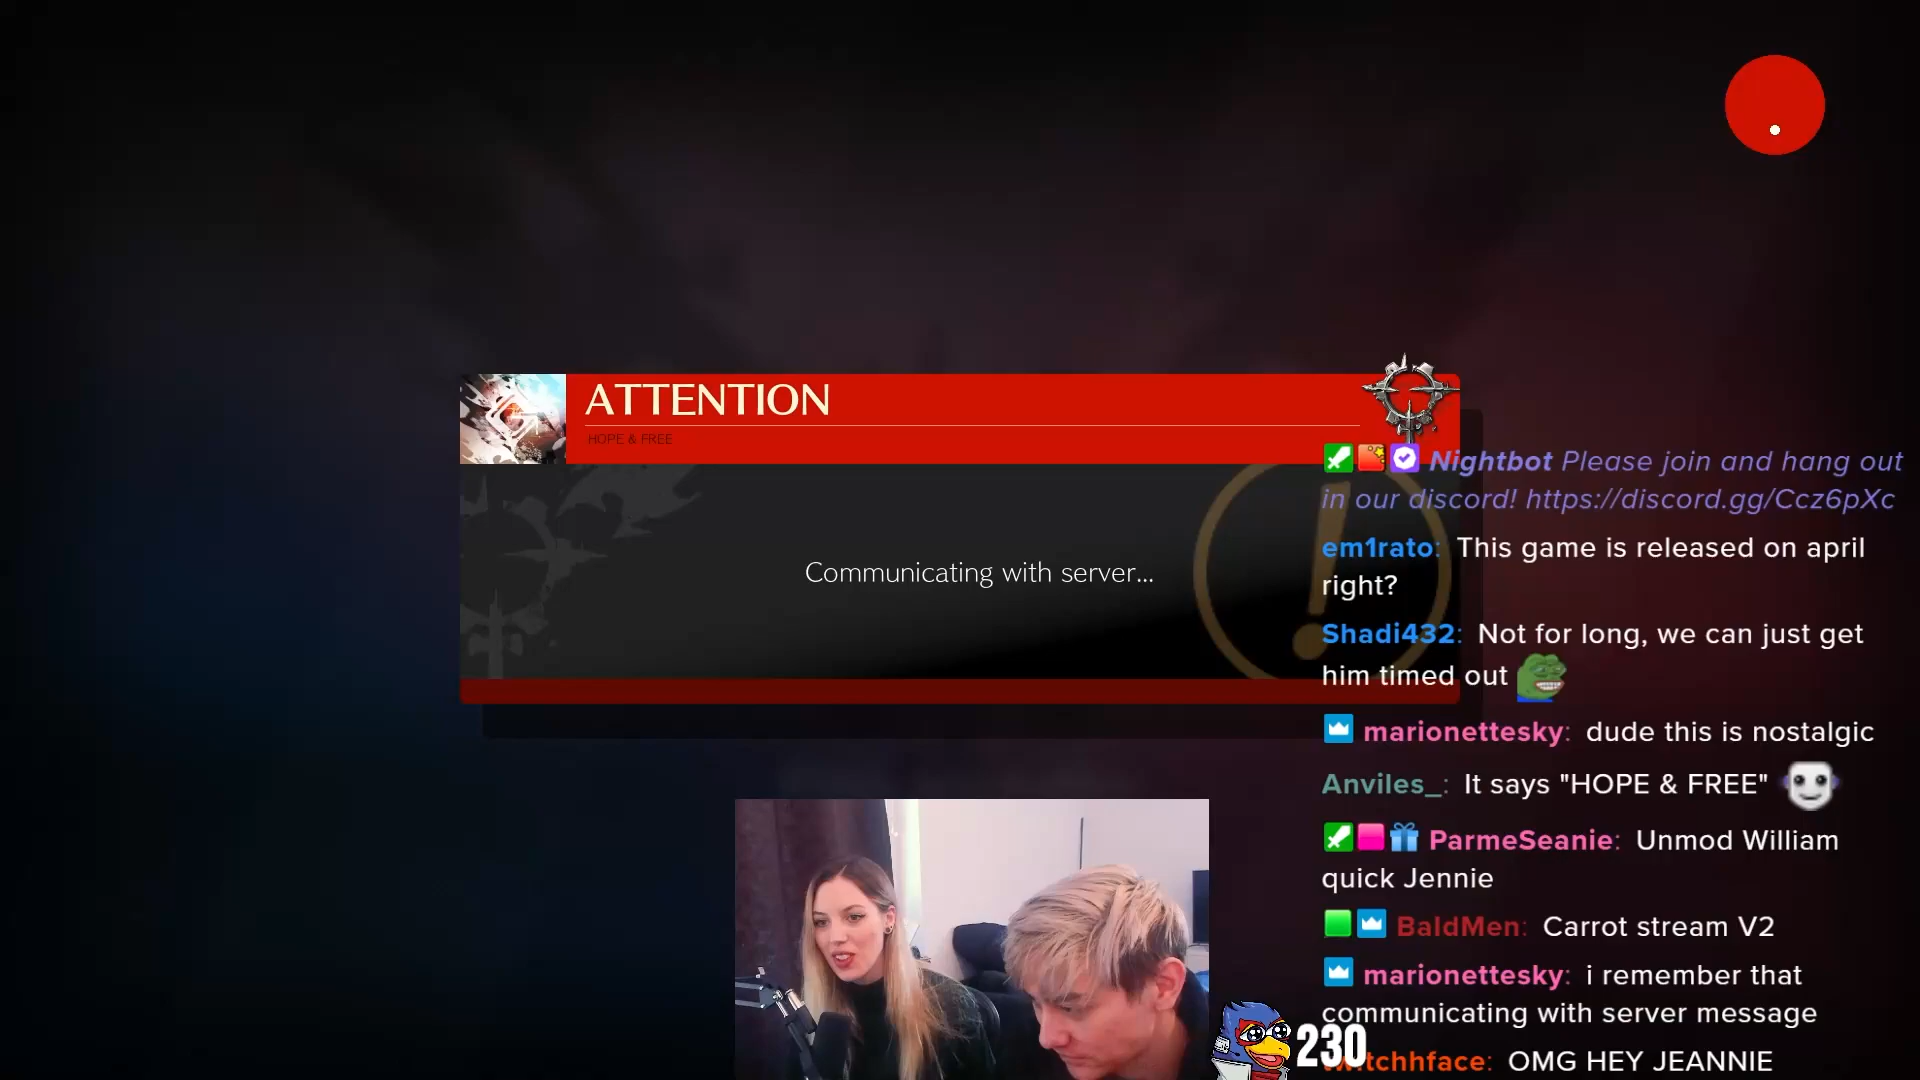 ATTENTION
HOPE & FREE
Communicating with server...
Nightbot Please join and hang out
in our discord! https://discord.gg/Ccz6pXc
em1rato: This game is released on april
right?
Shadi432: Not for long, we can just get
him timed out
marionettesky: dude this is nostalgic
Anviles_: It says "HOPE & FREE"
ParmeSeanie: Unmod William
quick Jennie
BaldMen: Carrot stream V2
marionettesky: i remember that
communicating with server message
230
OMG HEY JEANNIE